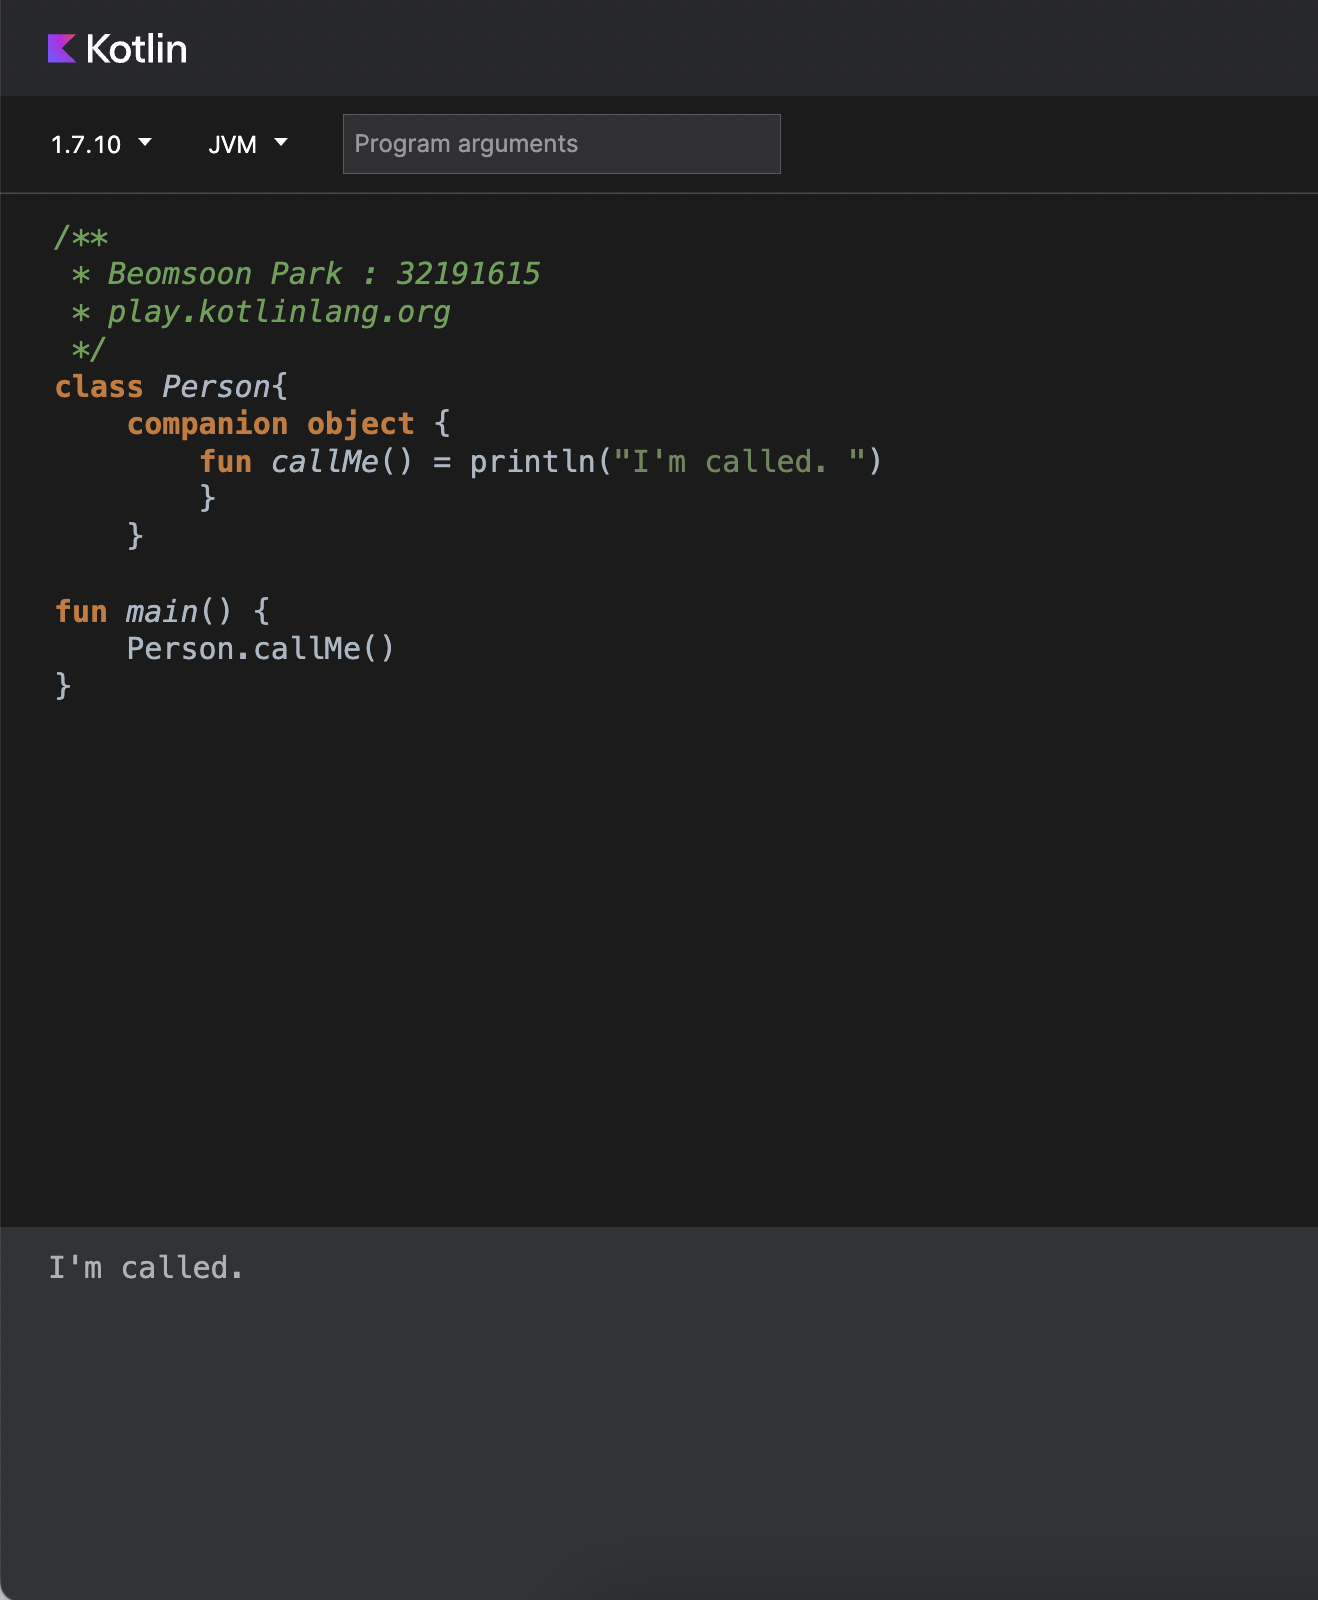 Kotlin
1.7.10 JVM Program arguments
/**
 * Beomsoon Park : 32191615
 * play.kotlinlang.org
 */
class Person{
    companion object {
        fun callMe() = println("I'm called. ")
        }
    }

fun main() {
    Person.callMe()
}
I'm called.